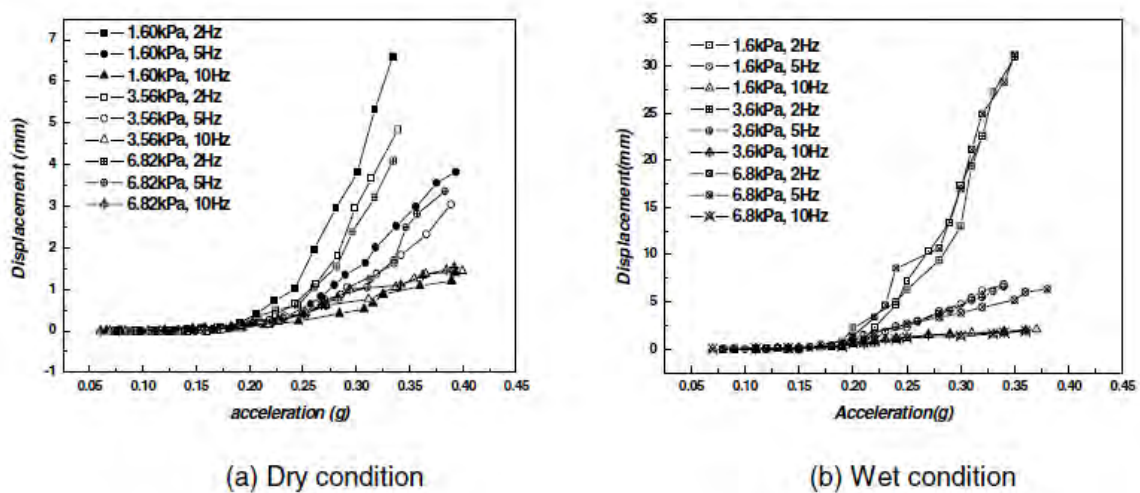 7
6
5
4
3
2
1
0
-1
Displacement (mm)
1.60kPa, 2Hz
1.60kPa, 5Hz
1.60kPa, 10Hz
3.56kPa, 2Hz
3.56kPa, 5Hz
3.56kPa, 10Hz
6.82kPa, 2Hz
6.82kPa, 5Hz
6.82kPa, 10Hz
0.05 0.10 0.15 0.20 0.25 0.30 0.35 0.40 0.45
acceleration (g)
(a) Dry condition
35
30
25
20
15
10
5
0
Displacement(mm)
1.6kPa, 2Hz
1.6kPa, 5Hz
1.6kPa, 10Hz
3.6kPa, 2Hz
3.6kPa, 5Hz
3.6kPa, 10Hz
6.8kPa, 2Hz
6.8kPa, 5Hz
6.8kPa, 10Hz
0.05 0.10 0.15 0.20 0.25 0.30 0.35 0.40 0.45
Acceleration(g)
(b) Wet condition